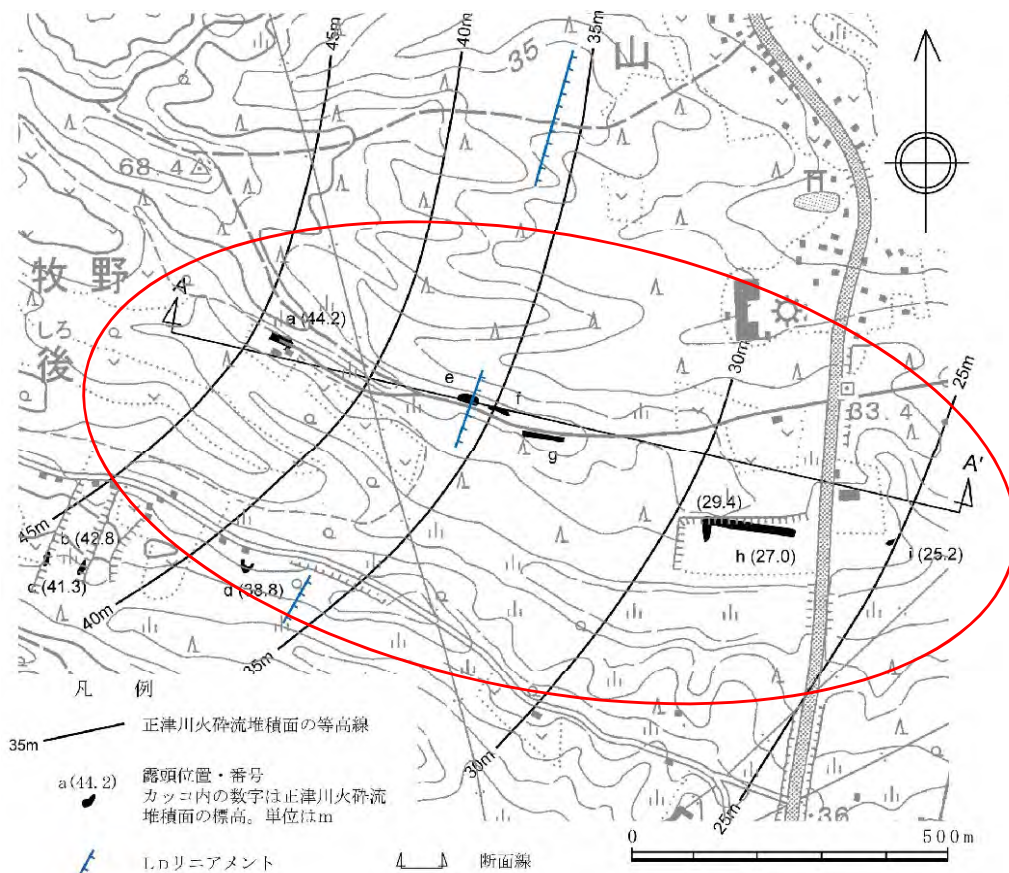 45m
40m
35m
35
山
68.4
牧野
しろ
後
A
a (44.2)
e
f
g
30m
25m
33.4
A'
(29.4)
h (27.0)
i (25.2)
45m
b (42.8)
c (41.3)
d (38.8)
40m
35m
30m
25m
36
凡 例
35m
正津川火砕流堆積面の等高線
a(44.2)
露頭位置・番号
カッコ内の数字は正津川火砕流
堆積面の標高。単位はm
LDリニアメント
断面線
0 500m